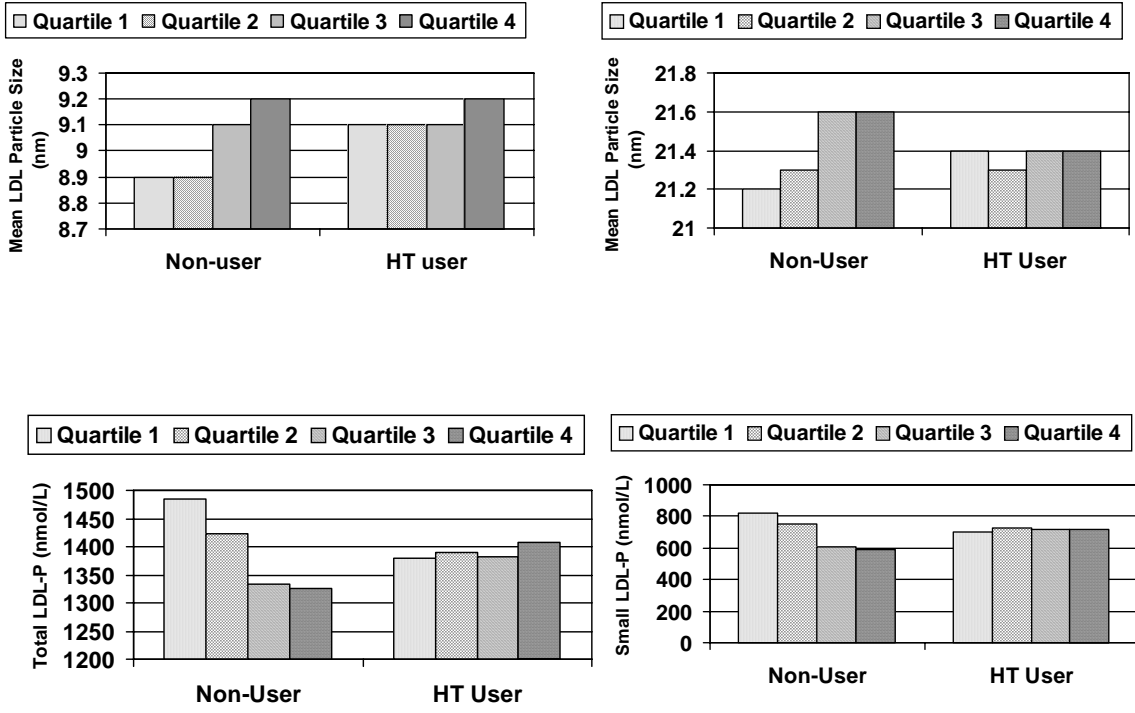 Quartile 1 Quartile 2 Quartile 3 Quartile 4
Mean LDL Particle Size
(nm)
9.3
9.2
9.1
9
8.9
8.8
8.7
Non-user HT user
Quartile 1 Quartile 2 Quartile 3 Quartile 4
Mean LDL Particle Size
(nm)
21.8
21.6
21.4
21.2
21
Non-User HT User
Quartile 1 Quartile 2 Quartile 3 Quartile 4
Total LDL-P (nmol/L)
1500
1450
1400
1350
1300
1250
1200
Non-User HT User
Quartile 1 Quartile 2 Quartile 3 Quartile 4
Small LDL-P (nmol/L)
1000
800
600
400
200
0
Non-User HT User